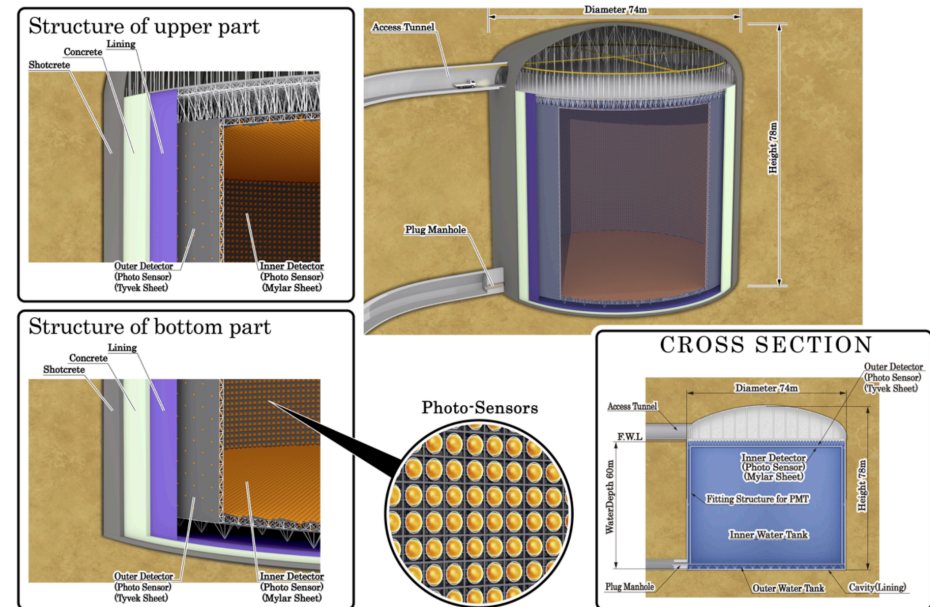 Structure of upper part
Lining
Concrete
Shotcrete
Outer Detector
(Photo Sensor)
(Tyvek Sheet)
Inner Detector
(Photo Sensor)
(Mylar Sheet)
Diameter 74m
Access Tunnel
Height 78m
Plug Manhole
Structure of bottom part
Lining
Concrete
Shotcrete
Outer Detector
(Photo Sensor)
(Tyvek Sheet)
Inner Detector
(Photo Sensor)
(Mylar Sheet)
Photo-Sensors
CROSS SECTION
Outer Detector
(Photo Sensor)
(Tyvek Sheet)
Diameter 74m
Access Tunnel
F.W.L
Inner Detector
(Photo Sensor)
(Mylar Sheet)
WaterDepth 60m
Height 78m
Fitting Structure for PMT
Inner Water Tank
Plug Manhole
Outer Water Tank
Cavity(Lining)